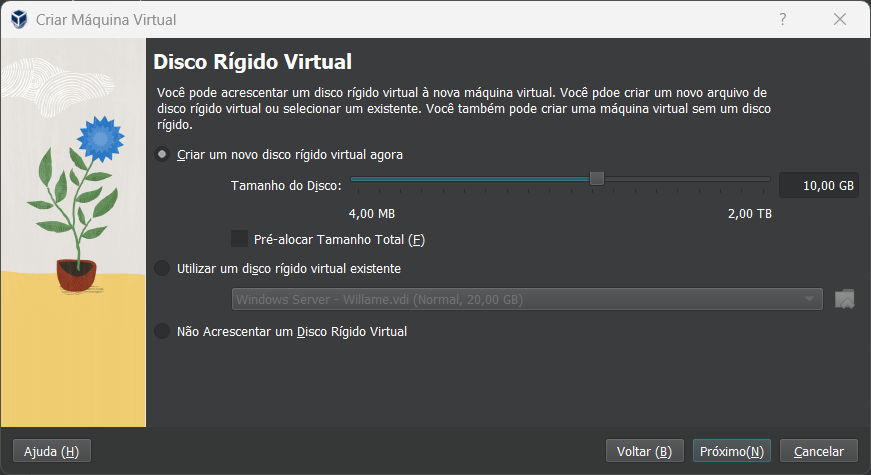 Criar Máquina Virtual
?
Disco Rígido Virtual
Você pode acrescentar um disco rígido virtual à nova máquina virtual. Você pdoe criar um novo arquivo de
disco rígido virtual ou selecionar um existente. Você também pode criar uma máquina virtual sem um disco
rígido.
Criar um novo disco rígido virtual agora
Tamanho do Disco:
10,00 GB
4,00 MB
2,00 TB
Pré-alocar Tamanho Total (F)
Utilizar um disco rígido virtual existente
Windows Server - Willame.vdi (Normal, 20,00 GB)
Não Acrescentar um Disco Rígido Virtual
Ajuda (H)
Voltar (B)
Próximo(N)
Cancelar